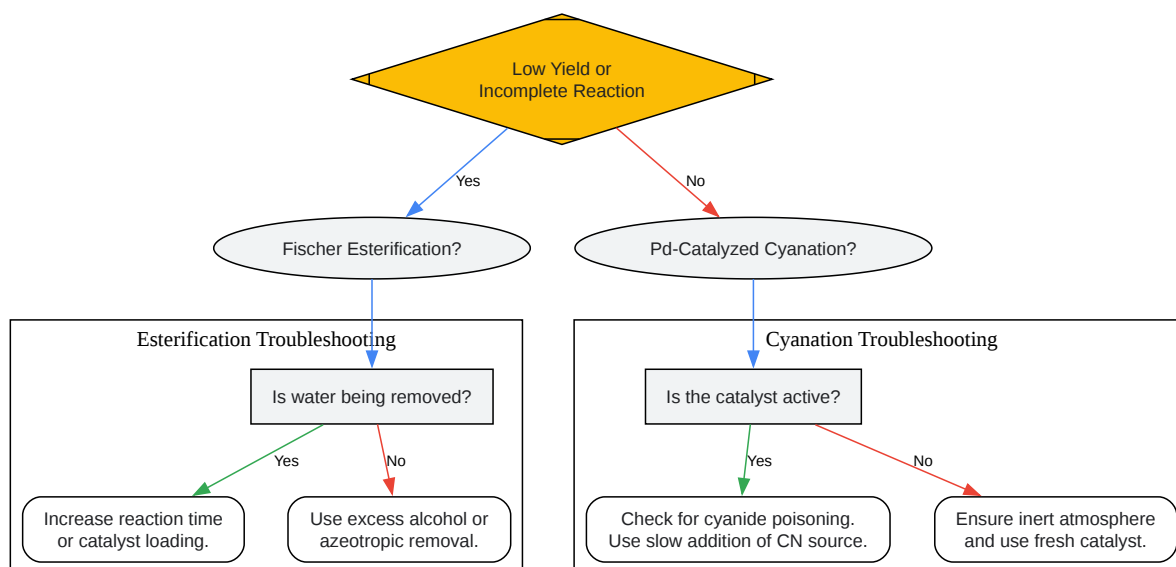 Low Yield or
Incomplete Reaction
Yes
No
Fischer Esterification?
Pd-Catalyzed Cyanation?
Esterification Troubleshooting
Cyanation Troubleshooting
Is water being removed?
Is the catalyst active?
Yes
No
Yes
No
Increase reaction time
or catalyst loading.
Use excess alcohol or
azeotropic removal.
Check for cyanide poisoning.
Use slow addition of CN source.
Ensure inert atmosphere
and use fresh catalyst.